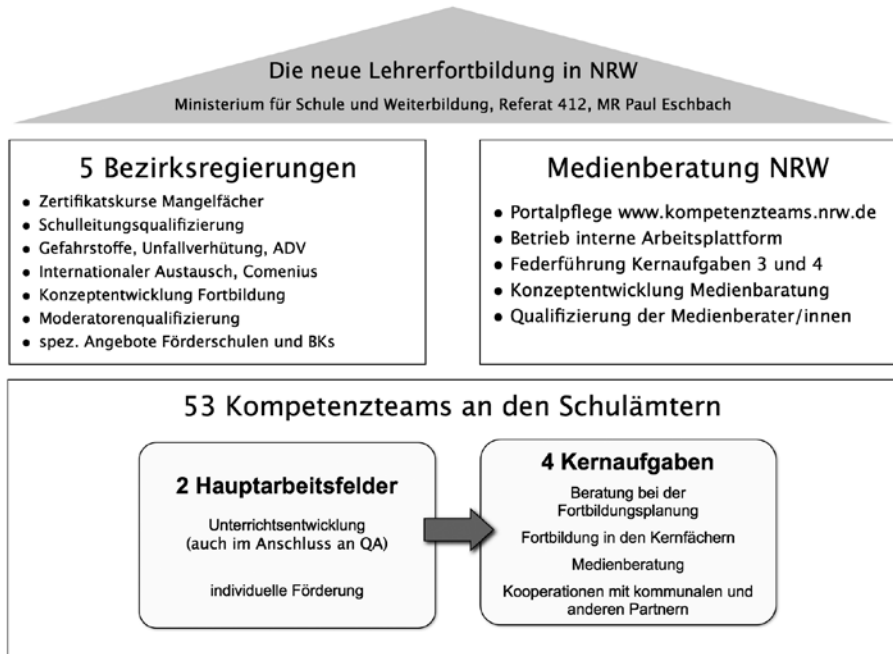 Die neue Lehrerfortbildung in NRW
Ministerium für Schule und Weiterbildung, Referat 412, MR Paul Eschbach
5 Bezirksregierungen
• Zertifikatskurse Mangelfächer
• Schulleitungsqualifizierung
• Gefahrstoffe, Unfallverhütung, ADV
• Internationaler Austausch, Comenius
• Konzeptentwicklung Fortbildung
• Moderatorenqualifizierung
• spez. Angebote Förderschulen und BKs
Medienberatung NRW
• Portalpflege www.kompetenzteams.nrw.de
• Betrieb interne Arbeitsplattform
• Federführung Kernaufgaben 3 und 4
• Konzeptentwicklung Medienbaratung
• Qualifizierung der Medienberater/innen
53 Kompetenzteams an den Schulämtern
2 Hauptarbeitsfelder
Unterrichtsentwicklung
(auch im Anschluss an QA)
individuelle Förderung
4 Kernaufgaben
Beratung bei der
Fortbildungsplanung
Fortbildung in den Kernfächern
Medienberatung
Kooperationen mit kommunalen und
anderen Partnern